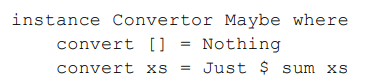 instance Convertor Maybe where
    convert [] = Nothing
    convert xs = Just $ sum xs